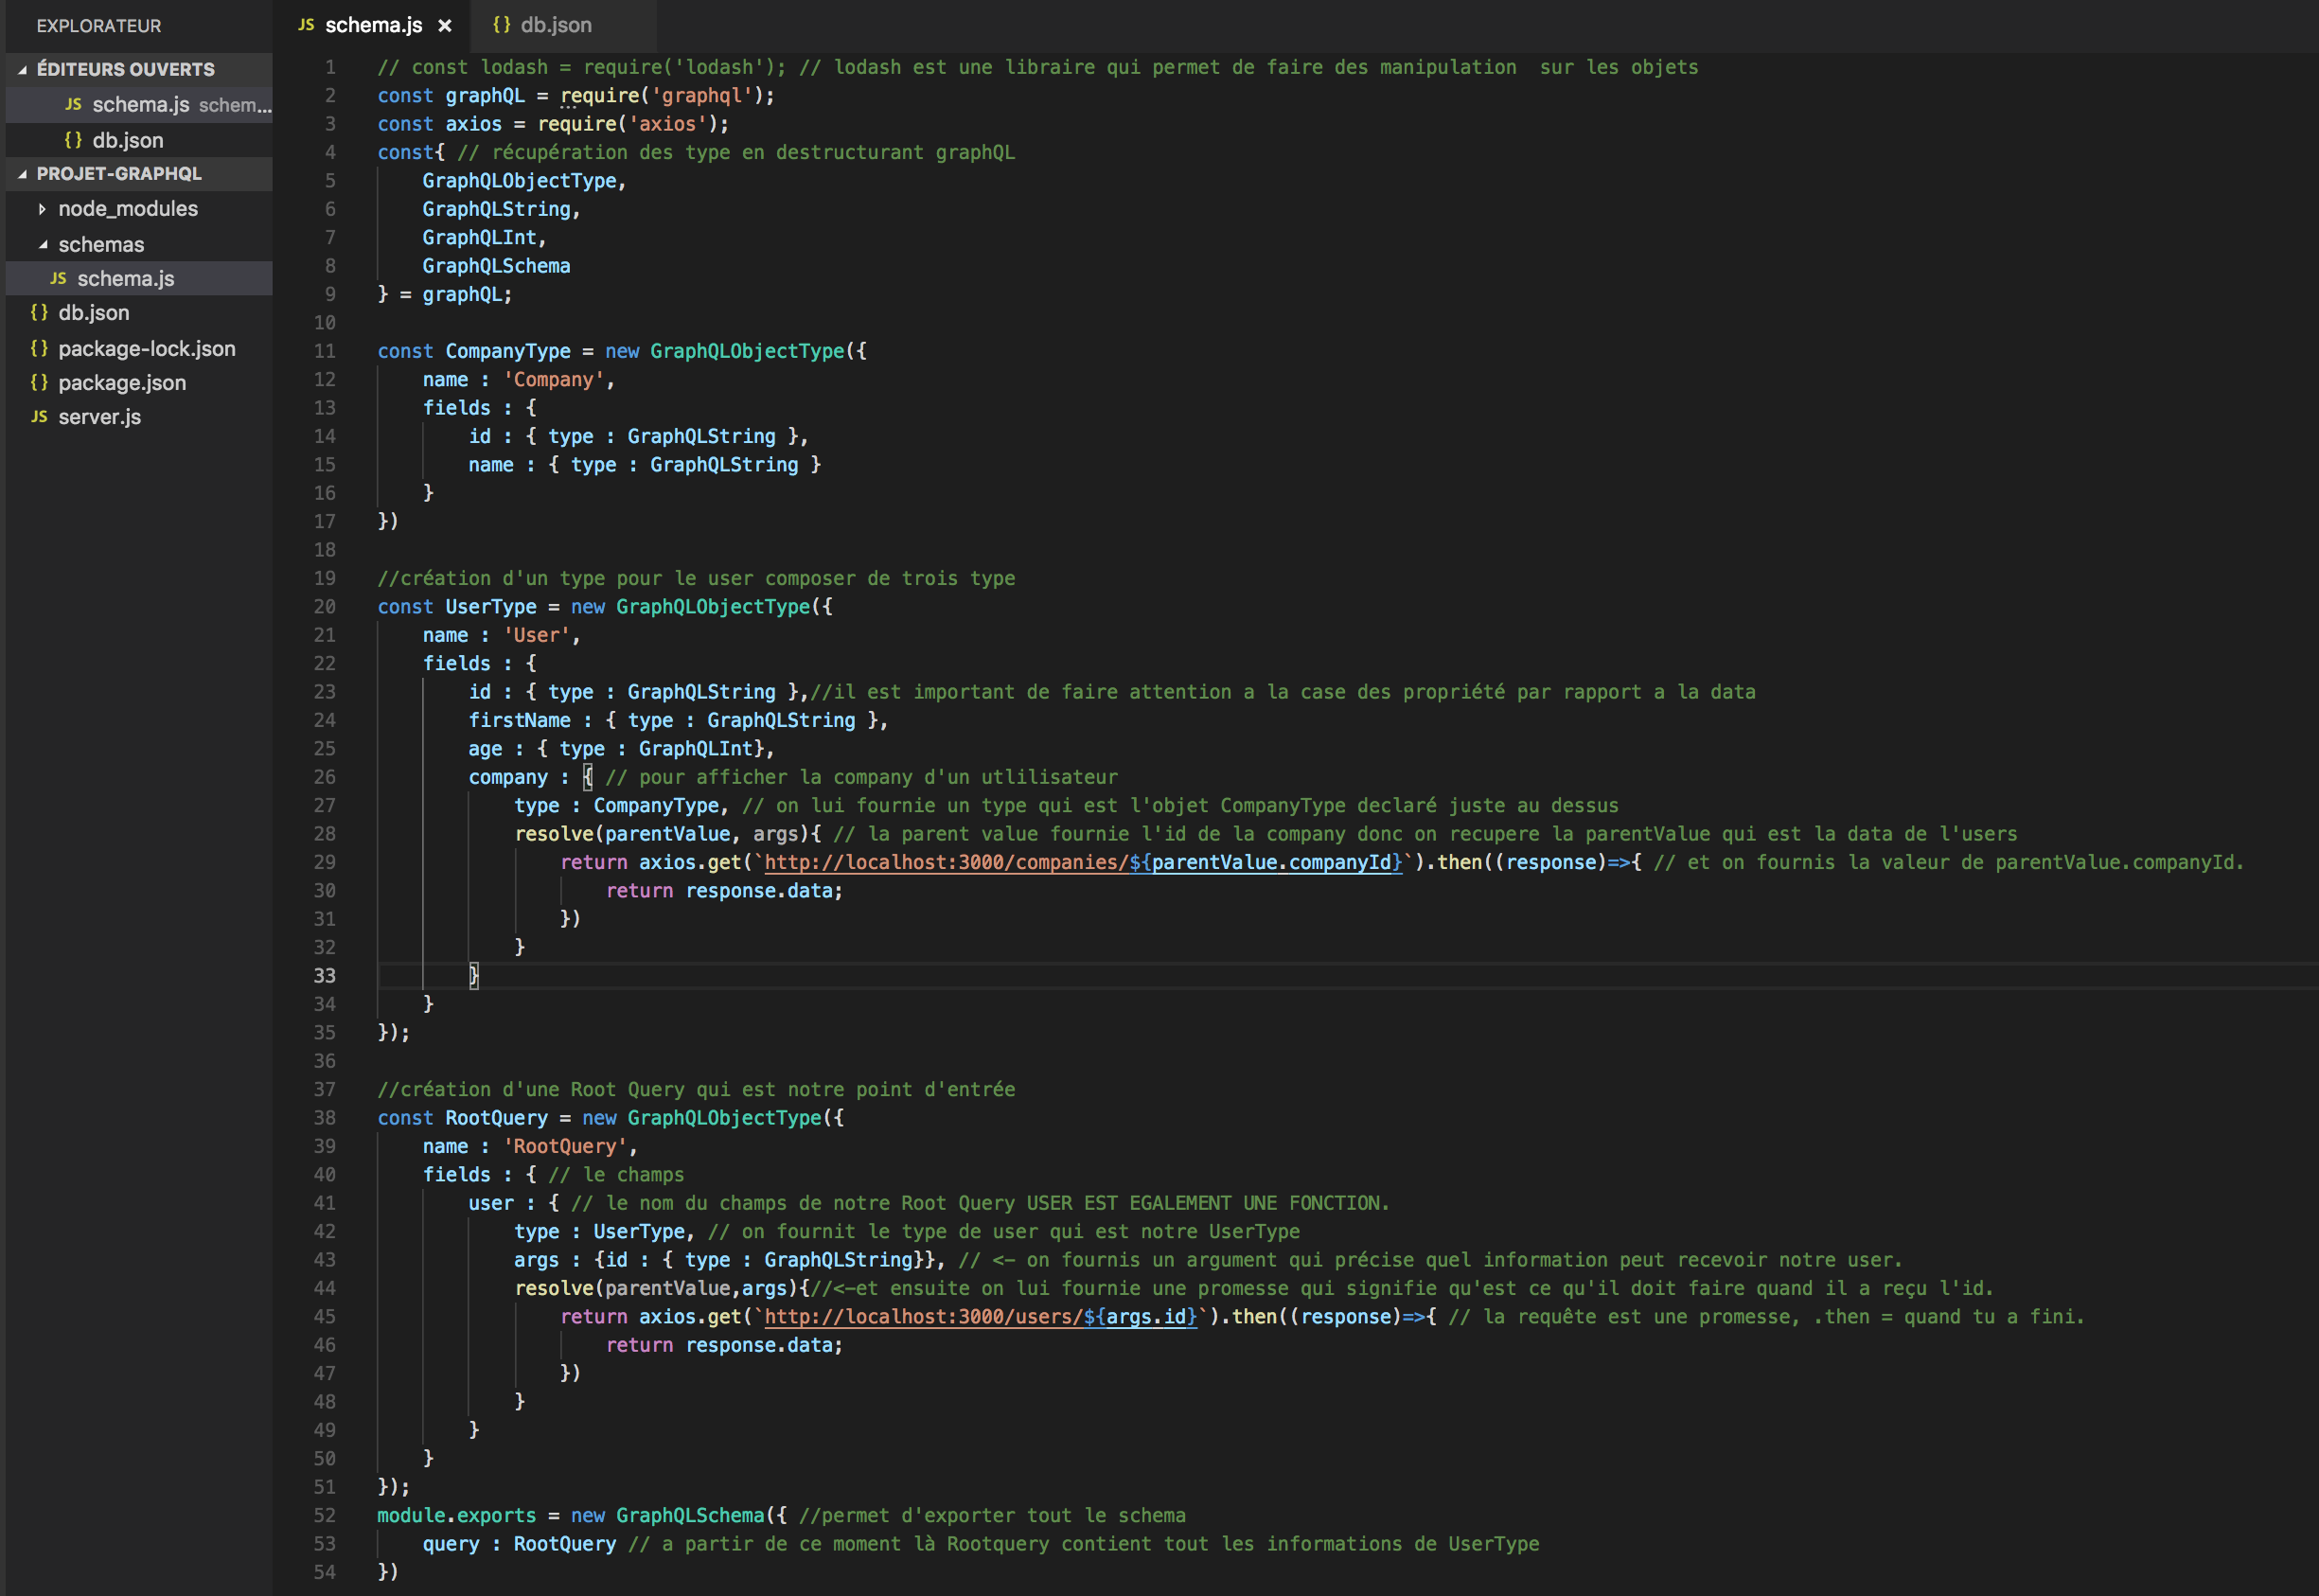 EXPLORATEUR
ÉDITEURS OUVERTS
JS schema.js schem...
{} db.json
PROJET-GRAPHQL
node_modules
schemas
JS schema.js
{} db.json
{} package-lock.json
{} package.json
JS server.js
JS schema.js ×
{} db.json
1 // const lodash = require('lodash'); // lodash est une libraire qui permet de faire des manipulation  sur les objets
2 const graphQL = require('graphql');
3 const axios = require('axios');
4 const{ // récupération des type en destructurant graphQL
5     GraphQLObjectType,
6     GraphQLString,
7     GraphQLInt,
8     GraphQLSchema
9 } = graphQL;
10
11 const CompanyType = new GraphQLObjectType({
12     name : 'Company',
13     fields : {
14         id : { type : GraphQLString },
15         name : { type : GraphQLString }
16     }
17 })
18
19 //création d'un type pour le user composer de trois type
20 const UserType = new GraphQLObjectType({
21     name : 'User',
22     fields : {
23         id : { type : GraphQLString },//il est important de faire attention a la case des propriété par rapport a la data
24         firstName : { type : GraphQLString },
25         age : { type : GraphQLInt},
26         company : { // pour afficher la company d'un utlilisateur
27             type : CompanyType, // on lui fournie un type qui est l'objet CompanyType declaré juste au dessus
28             resolve(parentValue, args){ // la parent value fournie l'id de la company donc on recupere la parentValue qui est la data de l'users
29                 return axios.get(`http://localhost:3000/companies/${parentValue.companyId}`).then((response)=>{ // et on fournis la valeur de parentValue.companyId.
30                     return response.data;
31                 })
32             }
33         }
34     }
35 });
36
37 //création d'une Root Query qui est notre point d'entrée
38 const RootQuery = new GraphQLObjectType({
39     name : 'RootQuery',
40     fields : { // le champs
41         user : { // le nom du champs de notre Root Query USER EST EGALEMENT UNE FONCTION.
42             type : UserType, // on fournit le type de user qui est notre UserType
43             args : {id : { type : GraphQLString}}, // <- on fournis un argument qui précise quel information peut recevoir notre user.
44             resolve(parentValue,args){//<-et ensuite on lui fournie une promesse qui signifie qu'est ce qu'il doit faire quand il a reçu l'id.
45                 return axios.get(`http://localhost:3000/users/${args.id}`).then((response)=>{ // la requête est une promesse, .then = quand tu a fini.
46                     return response.data;
47                 })
48             }
49         }
50     }
51 });
52 module.exports = new GraphQLSchema({ //permet d'exporter tout le schema
53     query : RootQuery // a partir de ce moment là Rootquery contient tout les informations de UserType
54 })